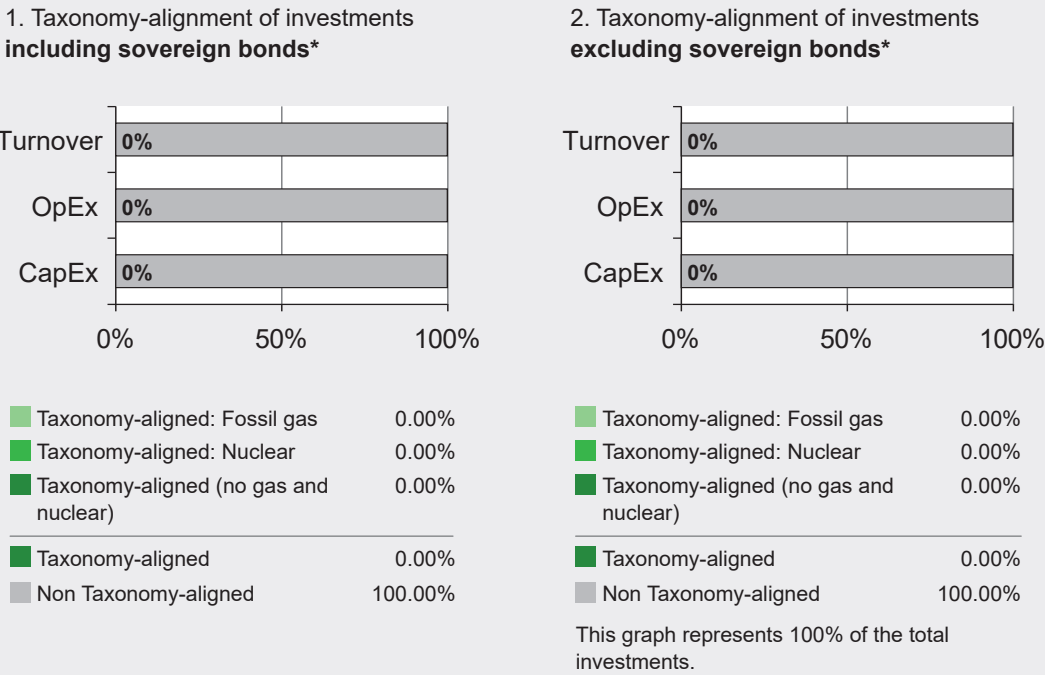 1. Taxonomy-alignment of investments
including sovereign bonds*
Turnover 0%
OpEx 0%
CapEx 0%
0% 50% 100%
Taxonomy-aligned: Fossil gas 0.00%
Taxonomy-aligned: Nuclear 0.00%
Taxonomy-aligned (no gas and 0.00%
nuclear)
Taxonomy-aligned 0.00%
Non Taxonomy-aligned 100.00%
2. Taxonomy-alignment of investments
excluding sovereign bonds*
Turnover 0%
OpEx 0%
CapEx 0%
0% 50% 100%
Taxonomy-aligned: Fossil gas 0.00%
Taxonomy-aligned: Nuclear 0.00%
Taxonomy-aligned (no gas and 0.00%
nuclear)
Taxonomy-aligned 0.00%
Non Taxonomy-aligned 100.00%
This graph represents 100% of the total
investments.